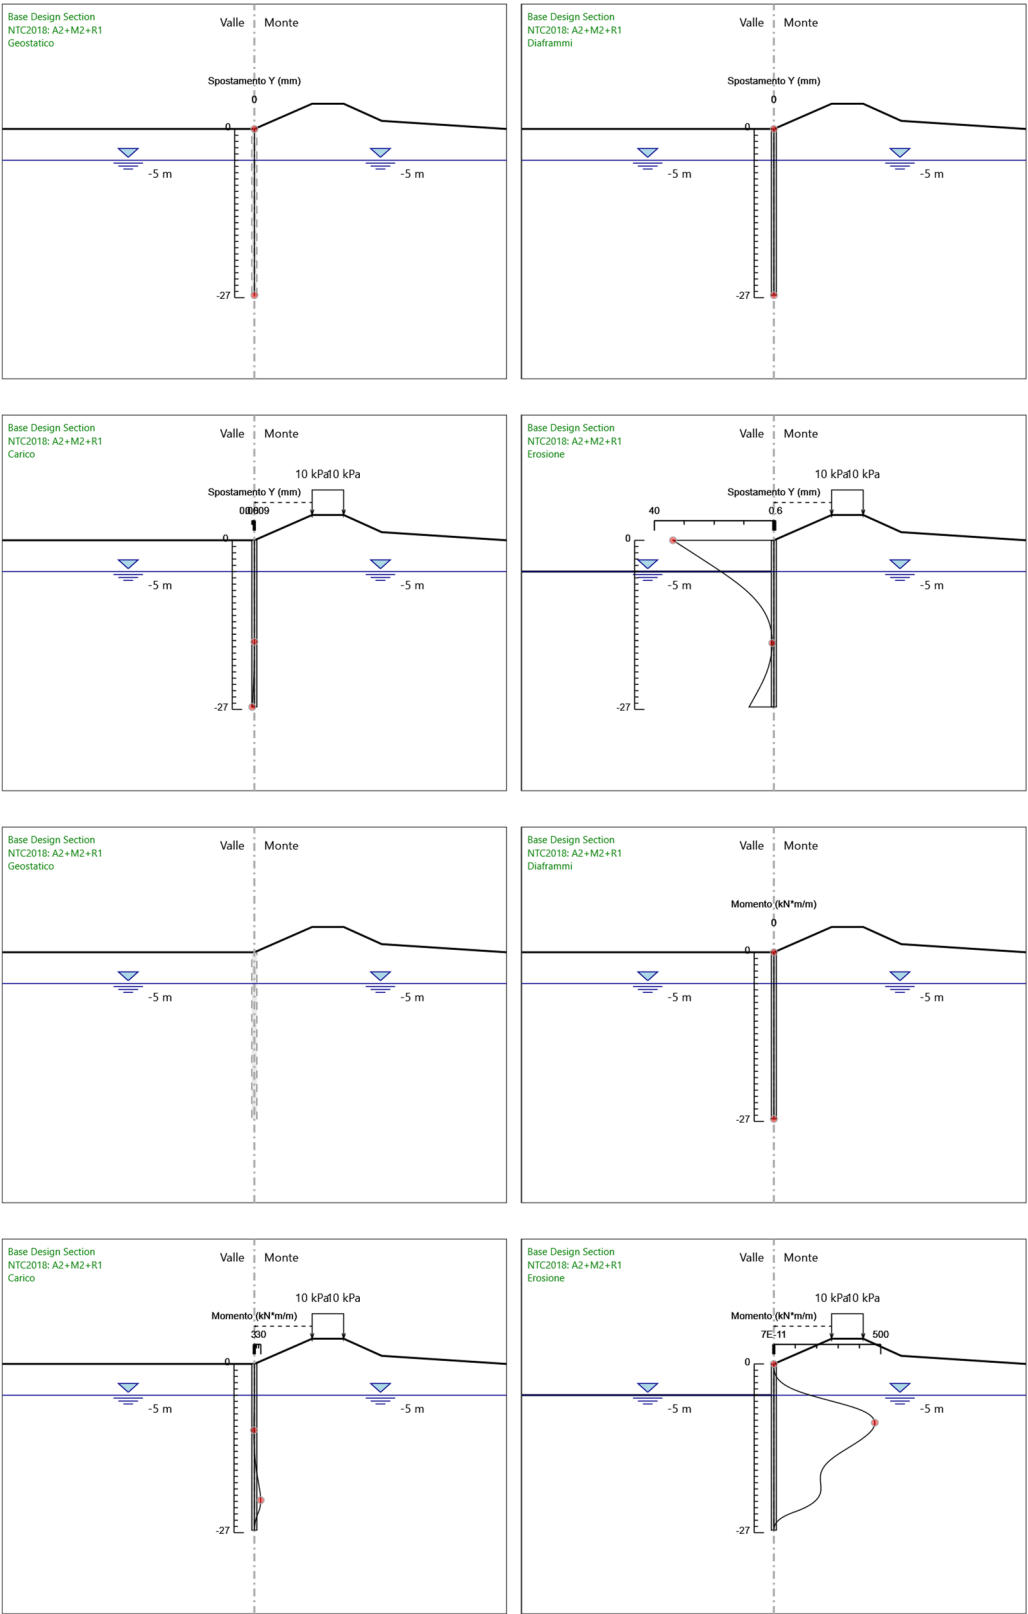 Base Design Section
NTC2018: A2+M2+R1
Geostatico
Valle
Monte
Spostamento Y (mm)
0
0
-5 m
-5 m
-27
Base Design Section
NTC2018: A2+M2+R1
Diaframmi
Valle
Monte
Spostamento Y (mm)
0
0
-5 m
-5 m
-27
Base Design Section
NTC2018: A2+M2+R1
Carico
Valle
Monte
10 kPa
10 kPa
Spostamento Y (mm)
0
-5 m
-5 m
-27
Base Design Section
NTC2018: A2+M2+R1
Erosione
Valle
Monte
10 kPa
10 kPa
Spostamento Y (mm)
40
0.6
0
-5 m
-5 m
-27
Base Design Section
NTC2018: A2+M2+R1
Geostatico
Valle
Monte
-5 m
-5 m
Base Design Section
NTC2018: A2+M2+R1
Diaframmi
Valle
Monte
Momento (kN*m/m)
0
0
-5 m
-5 m
-27
Base Design Section
NTC2018: A2+M2+R1
Carico
Valle
Monte
10 kPa
10 kPa
Momento (kN*m/m)
0
-5 m
-5 m
-27
Base Design Section
NTC2018: A2+M2+R1
Erosione
Valle
Monte
10 kPa
10 kPa
Momento (kN*m/m)
7E-11
500
0
-5 m
-5 m
-27